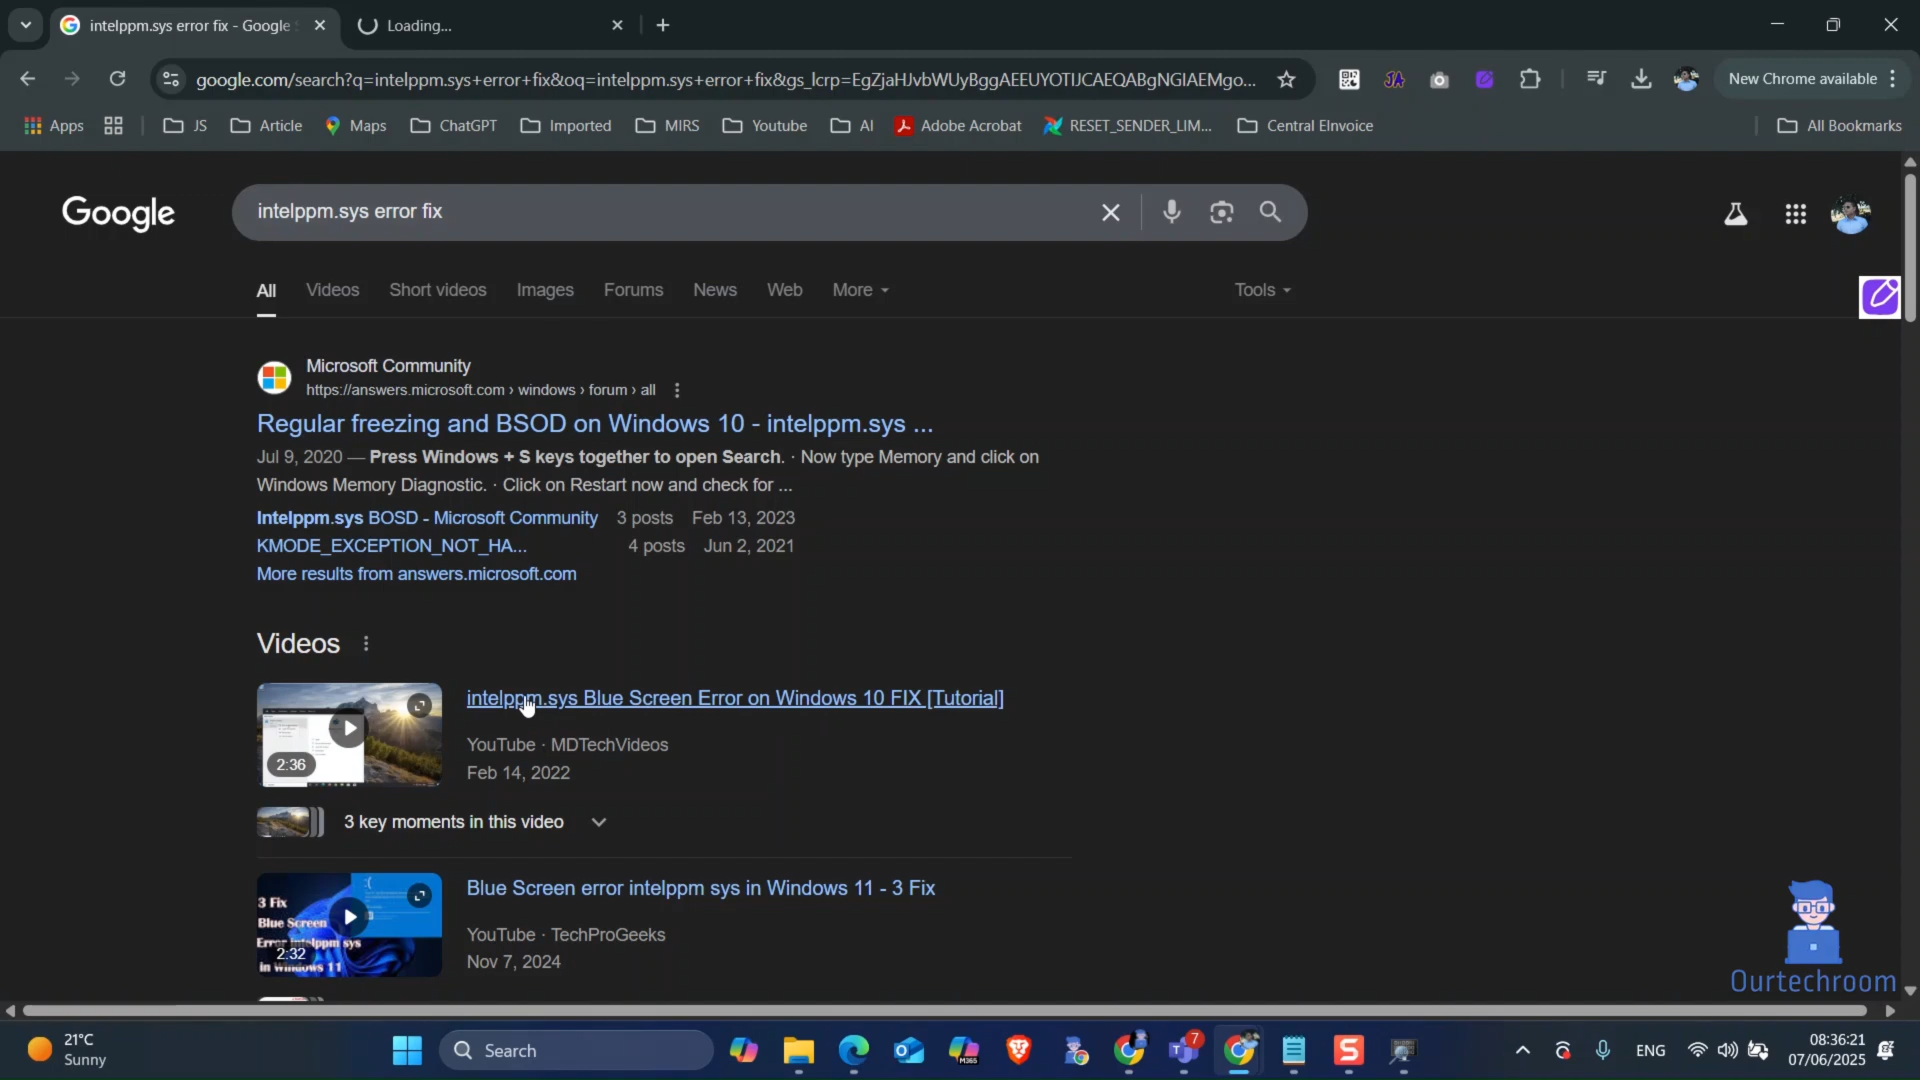 intelppm.sys error fix - Google
Loading...
google.com/search?q=intelppm.sys+error+fix&oq=intelppm.sys+error+fix&gs_lcrp=EgZjaHJvbWUyBggAEEUYOTIJCAEQABgNGIAEMgo...
New Chrome available
Apps
JS
Article
Maps
ChatGPT
Imported
MIRS
Youtube
AI
Adobe Acrobat
RESET_SENDER_LIM...
Central EInvoice
All Bookmarks
Google
intelppm.sys error fix
All Videos Short videos Images Forums News Web More Tools
Microsoft Community
https://answers.microsoft.com › windows › forum › all
Regular freezing and BSOD on Windows 10 - intelppm.sys ...
Jul 9, 2020 — Press Windows + S keys together to open Search. · Now type Memory and click on
Windows Memory Diagnostic. · Click on Restart now and check for ...
Intelppm.sys BOSD - Microsoft Community 3 posts Feb 13, 2023
KMODE_EXCEPTION_NOT_HA... 4 posts Jun 2, 2021
More results from answers.microsoft.com
Videos
intelppm.sys Blue Screen Error on Windows 10 FIX [Tutorial]
YouTube · MDTechVideos
2:36
Feb 14, 2022
3 key moments in this video
Blue Screen error intelppm sys in Windows 11 - 3 Fix
3 Fix
Blue Screen
Error intelppm sys
in Windows 11
2:32
YouTube · TechProGeeks
Nov 7, 2024
Ourtechroom
21°C
Sunny
Search
M365
7
ENG
08:36:21
07/06/2025